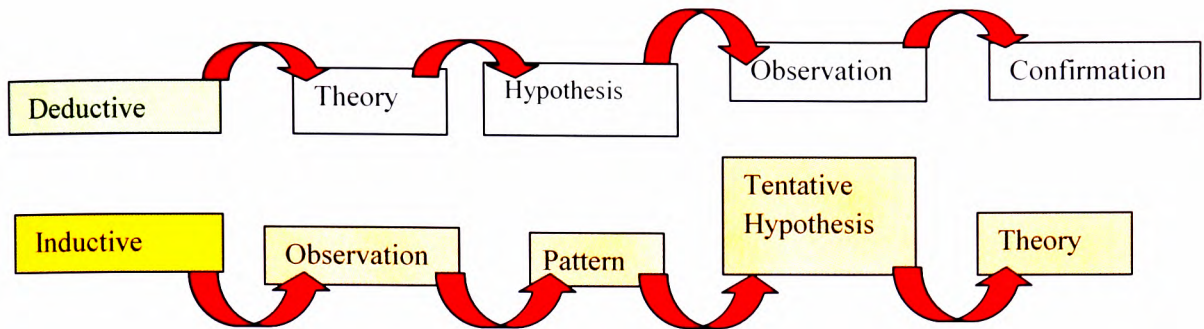 Deductive
Theory
Hypothesis
Observation
Confirmation
Inductive
Observation
Pattern
Tentative
Hypothesis
Theory